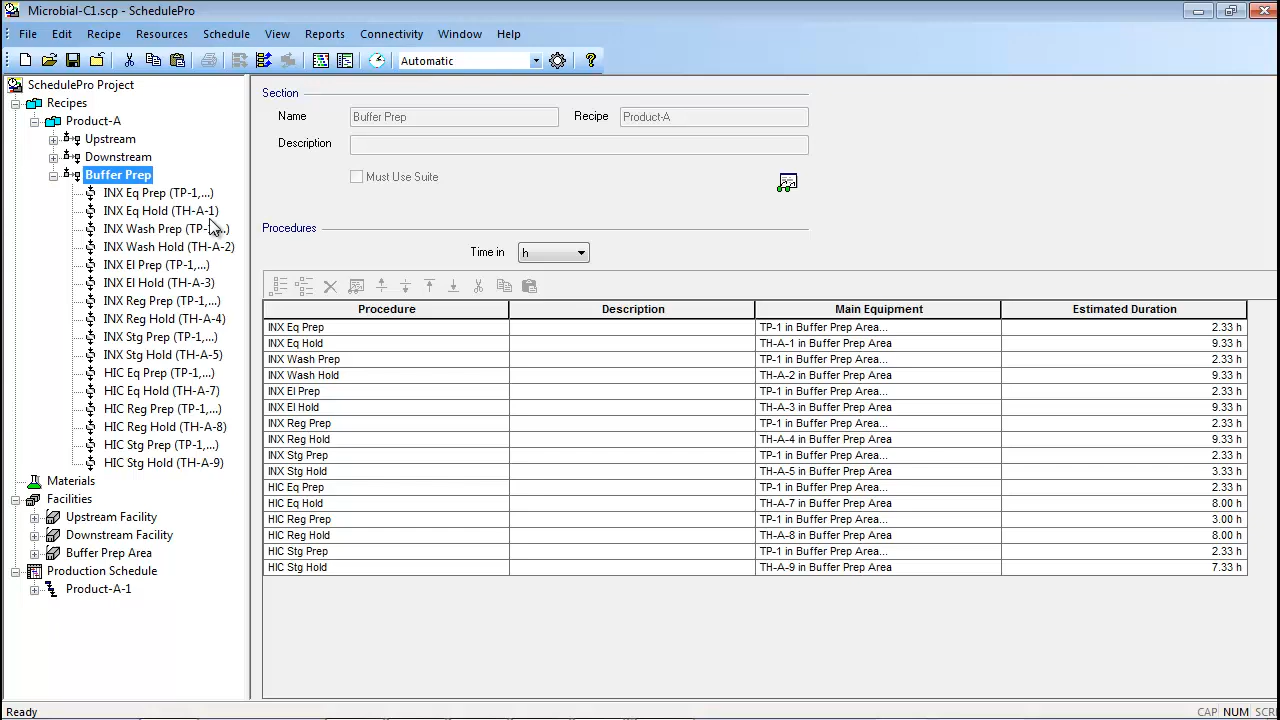 Microbial-C1.scp - SchedulePro
File Edit Recipe Resources Schedule View Reports Connectivity Window Help
Automatic
SchedulePro Project
Recipes
Product-A
Upstream
Downstream
Buffer Prep
INX Eq Prep (TP-1,...)
INX Eq Hold (TH-A-1)
INX Wash Prep (TP- ...)
INX Wash Hold (TH-A-2)
INX El Prep (TP-1,...)
INX El Hold (TH-A-3)
INX Reg Prep (TP-1,...)
INX Reg Hold (TH-A-4)
INX Stg Prep (TP-1,...)
INX Stg Hold (TH-A-5)
HIC Eq Prep (TP-1,...)
HIC Eq Hold (TH-A-7)
HIC Reg Prep (TP-1,...)
HIC Reg Hold (TH-A-8)
HIC Stg Prep (TP-1,...)
HIC Stg Hold (TH-A-9)
Materials
Facilities
Upstream Facility
Downstream Facility
Buffer Prep Area
Production Schedule
Product-A-1
Section
Name Buffer Prep Recipe Product-A
Description
Must Use Suite
Procedures
Time in h
Procedure Description Main Equipment Estimated Duration
INX Eq Prep TP-1 in Buffer Prep Area... 2.33 h
INX Eq Hold TH-A-1 in Buffer Prep Area 9.33 h
INX Wash Prep TP-1 in Buffer Prep Area... 2.33 h
INX Wash Hold TH-A-2 in Buffer Prep Area 9.33 h
INX El Prep TP-1 in Buffer Prep Area... 2.33 h
INX El Hold TH-A-3 in Buffer Prep Area 9.33 h
INX Reg Prep TP-1 in Buffer Prep Area... 2.33 h
INX Reg Hold TH-A-4 in Buffer Prep Area 9.33 h
INX Stg Prep TP-1 in Buffer Prep Area... 2.33 h
INX Stg Hold TH-A-5 in Buffer Prep Area 3.33 h
HIC Eq Prep TP-1 in Buffer Prep Area... 2.33 h
HIC Eq Hold TH-A-7 in Buffer Prep Area 8.00 h
HIC Reg Prep TP-1 in Buffer Prep Area... 3.00 h
HIC Reg Hold TH-A-8 in Buffer Prep Area 8.00 h
HIC Stg Prep TP-1 in Buffer Prep Area... 2.33 h
HIC Stg Hold TH-A-9 in Buffer Prep Area 7.33 h
Ready CAP NUM SCR